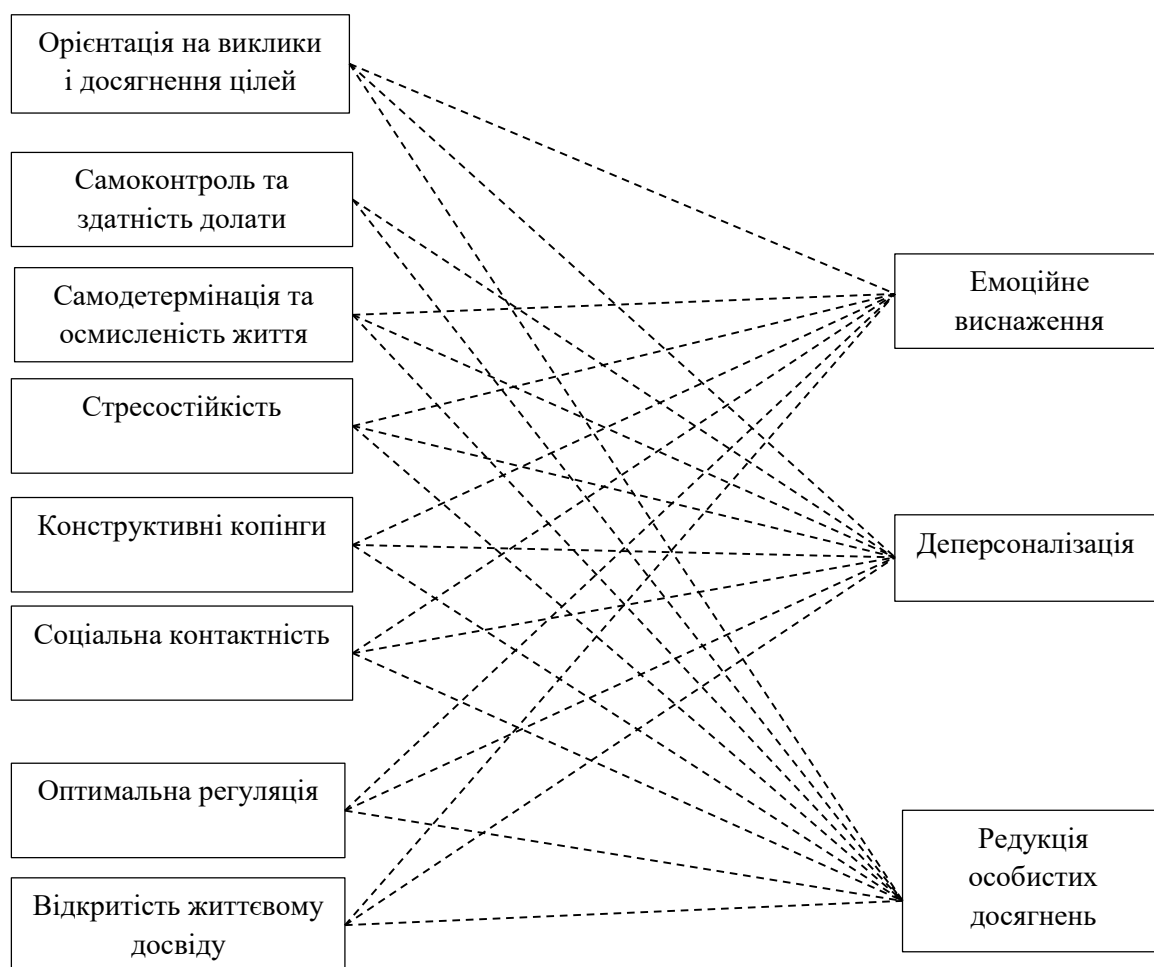 Орієнтація на виклики
і досягнення цілей
Самоконтроль та
здатність долати
Самодетермінація та
осмисленість життя
Стресостійкість
Конструктивні копінги
Соціальна контактність
Оптимальна регуляція
Відкритість життєвому
досвіду
Емоційне
виснаження
Деперсоналізація
Редукція
особистих
досягнень